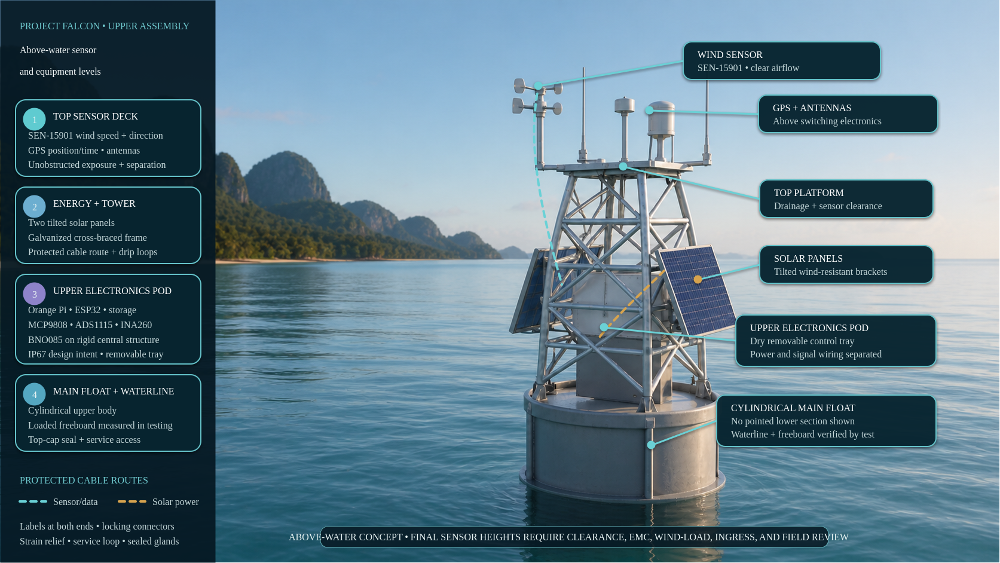 PROJECT FALCON • UPPER ASSEMBLY
Above-water sensor
and equipment levels
1
TOP SENSOR DECK
SEN-15901 wind speed + direction
GPS position/time • antennas
Unobstructed exposure + separation
2
ENERGY + TOWER
Two tilted solar panels
Galvanized cross-braced frame
Protected cable route + drip loops
3
UPPER ELECTRONICS POD
Orange Pi • ESP32 • storage
MCP9808 • ADS1115 • INA260
BNO085 on rigid central structure
IP67 design intent • removable tray
4
MAIN FLOAT + WATERLINE
Cylindrical upper body
Loaded freeboard measured in testing
Top-cap seal + service access
PROTECTED CABLE ROUTES
Sensor/data
Solar power
Labels at both ends • locking connectors
Strain relief • service loop • sealed glands
WIND SENSOR
SEN-15901 • clear airflow
GPS + ANTENNAS
Above switching electronics
TOP PLATFORM
Drainage + sensor clearance
SOLAR PANELS
Tilted wind-resistant brackets
UPPER ELECTRONICS POD
Dry removable control tray
Power and signal wiring separated
CYLINDRICAL MAIN FLOAT
No pointed lower section shown
Waterline + freeboard verified by test
ABOVE-WATER CONCEPT • FINAL SENSOR HEIGHTS REQUIRE CLEARANCE, EMC, WIND-LOAD, INGRESS, AND FIELD REVIEW